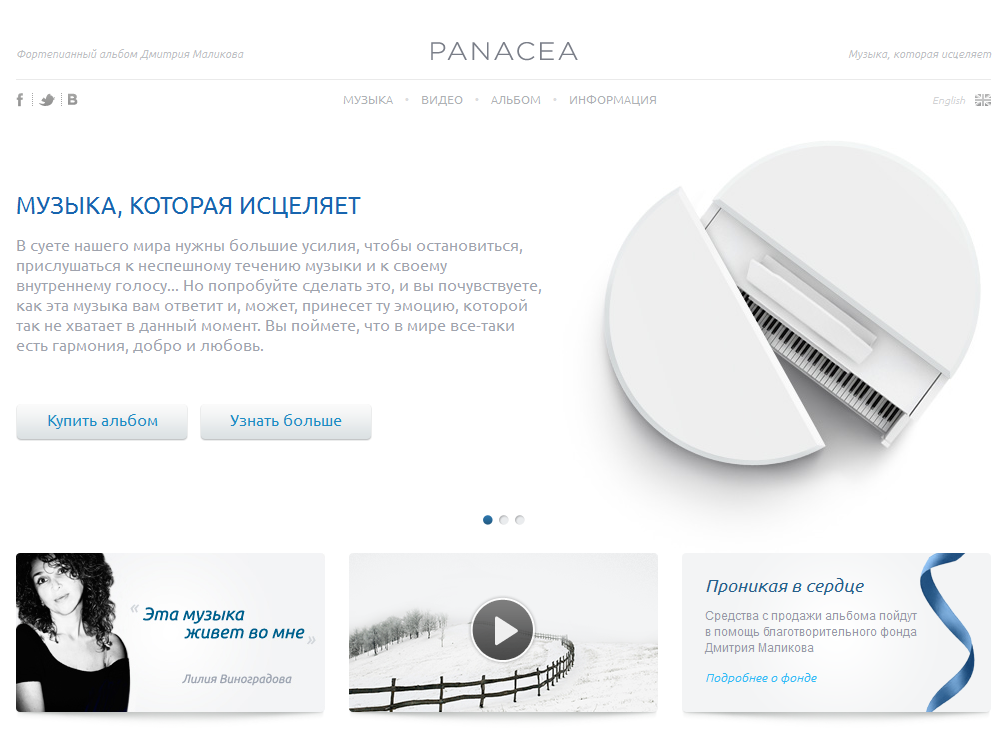 Фортепианный альбом Дмитрия Маликова
PANACEA
Музыка, которая исцеляет
МУЗЫКА • ВИДЕО • АЛЬБОМ • ИНФОРМАЦИЯ
English
МУЗЫКА, КОТОРАЯ ИСЦЕЛЯЕТ
В суете нашего мира нужны большие усилия, чтобы остановиться,
прислушаться к неспешному течению музыки и к своему
внутреннему голосу... Но попробуйте сделать это, и вы почувствуете,
как эта музыка вам ответит и, может, принесет ту эмоцию, которой
так не хватает в данный момент. Вы поймете, что в мире все-таки
есть гармония, добро и любовь.
Купить альбом
Узнать больше
« Эта музыка
живет во мне »
Лилия Виноградова
Проникая в сердце
Средства с продажи альбома пойдут
в помощь благотворительного фонда
Дмитрия Маликова
Подробнее о фонде